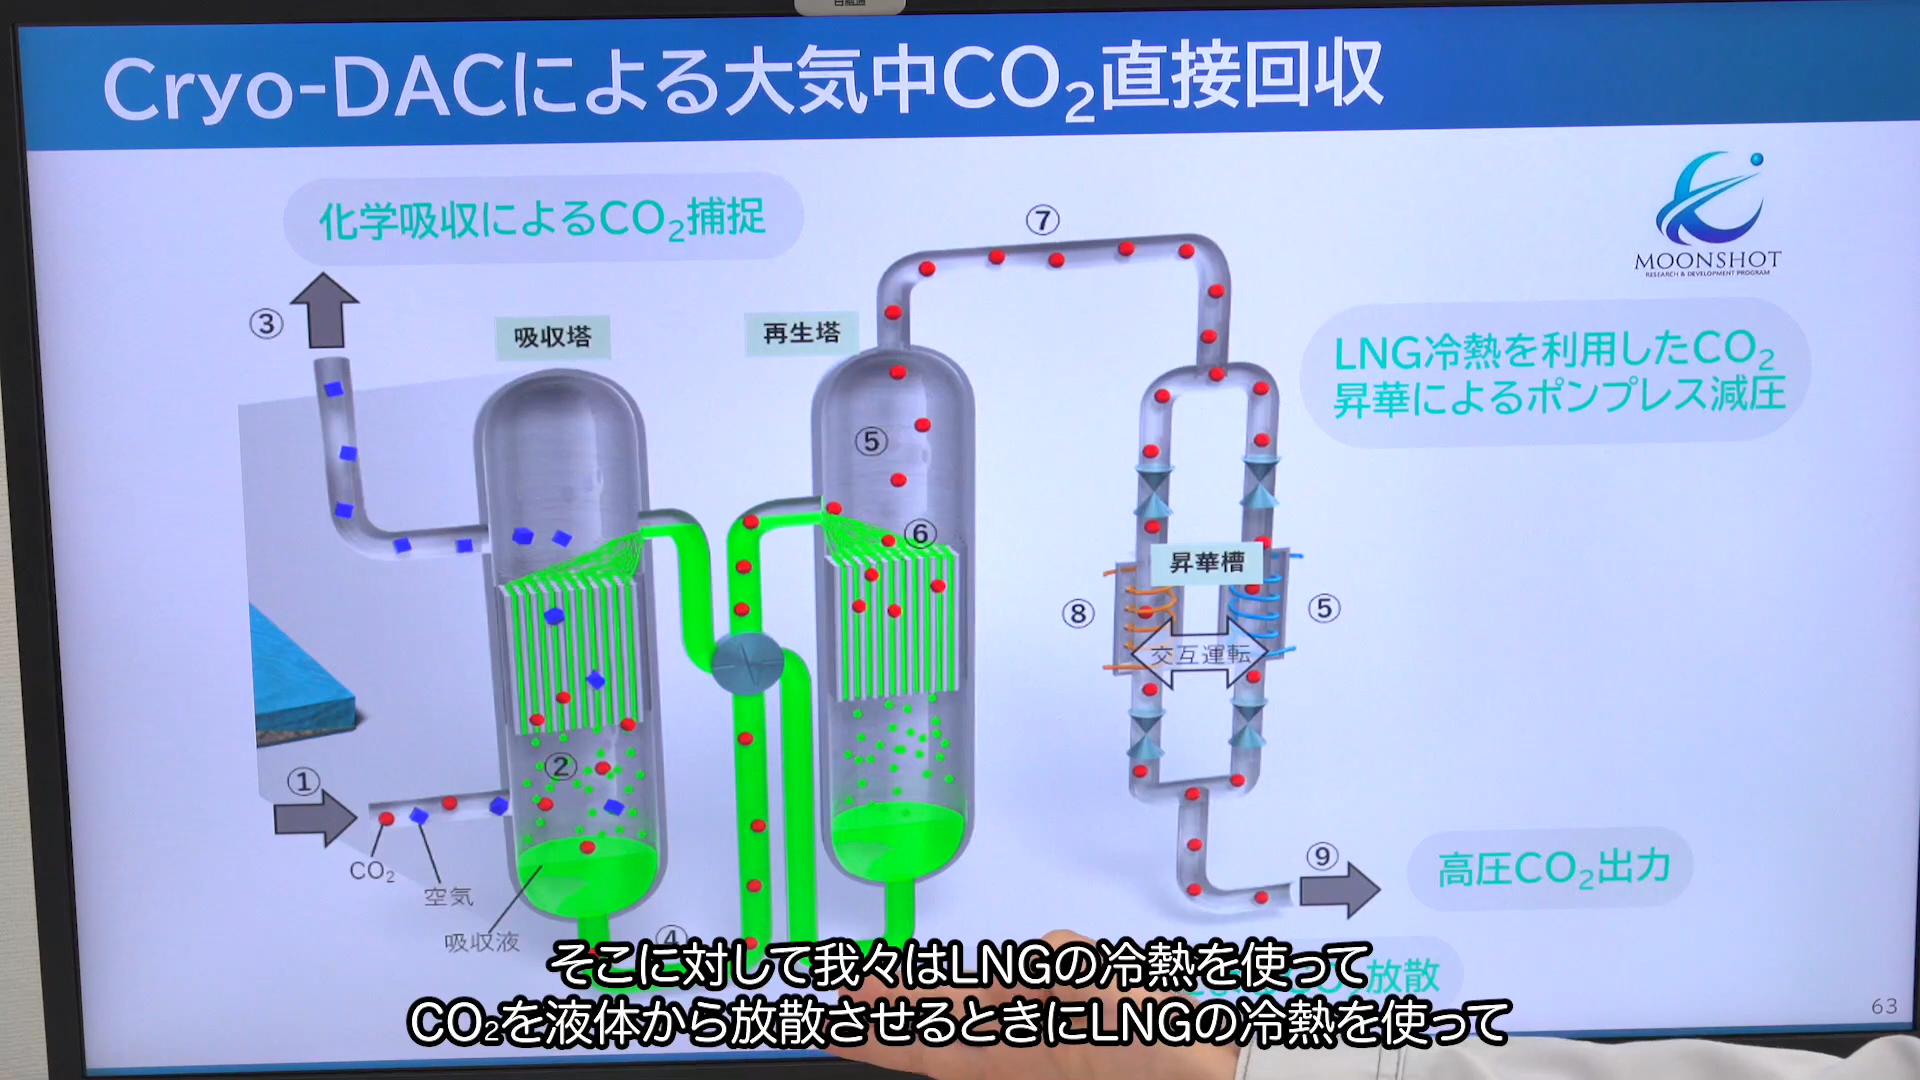 Cryo-DACによる大気中CO₂直接回収
化学吸収によるCO₂捕捉
MOONSHOT
RESEARCH & DEVELOPMENT PROGRAM
⑦
③
吸収塔
再生塔
LNG冷熱を利用したCO₂
昇華によるポンプレス減圧
⑤
⑥
昇華槽
⑧
⑤
交互運転
②
①
CO₂
空気
吸収液
④
⑨
高圧CO₂出力
放散
そこに対して我々はLNGの冷熱を使って
CO₂を液体から放散させるときにLNGの冷熱を使って
63